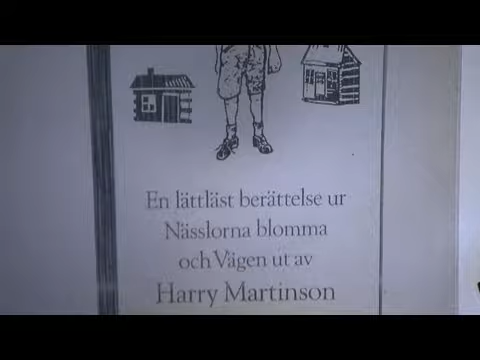 En lättläst berättelse ur
Nässlorna blomma
och Vägen ut av
Harry Martinson